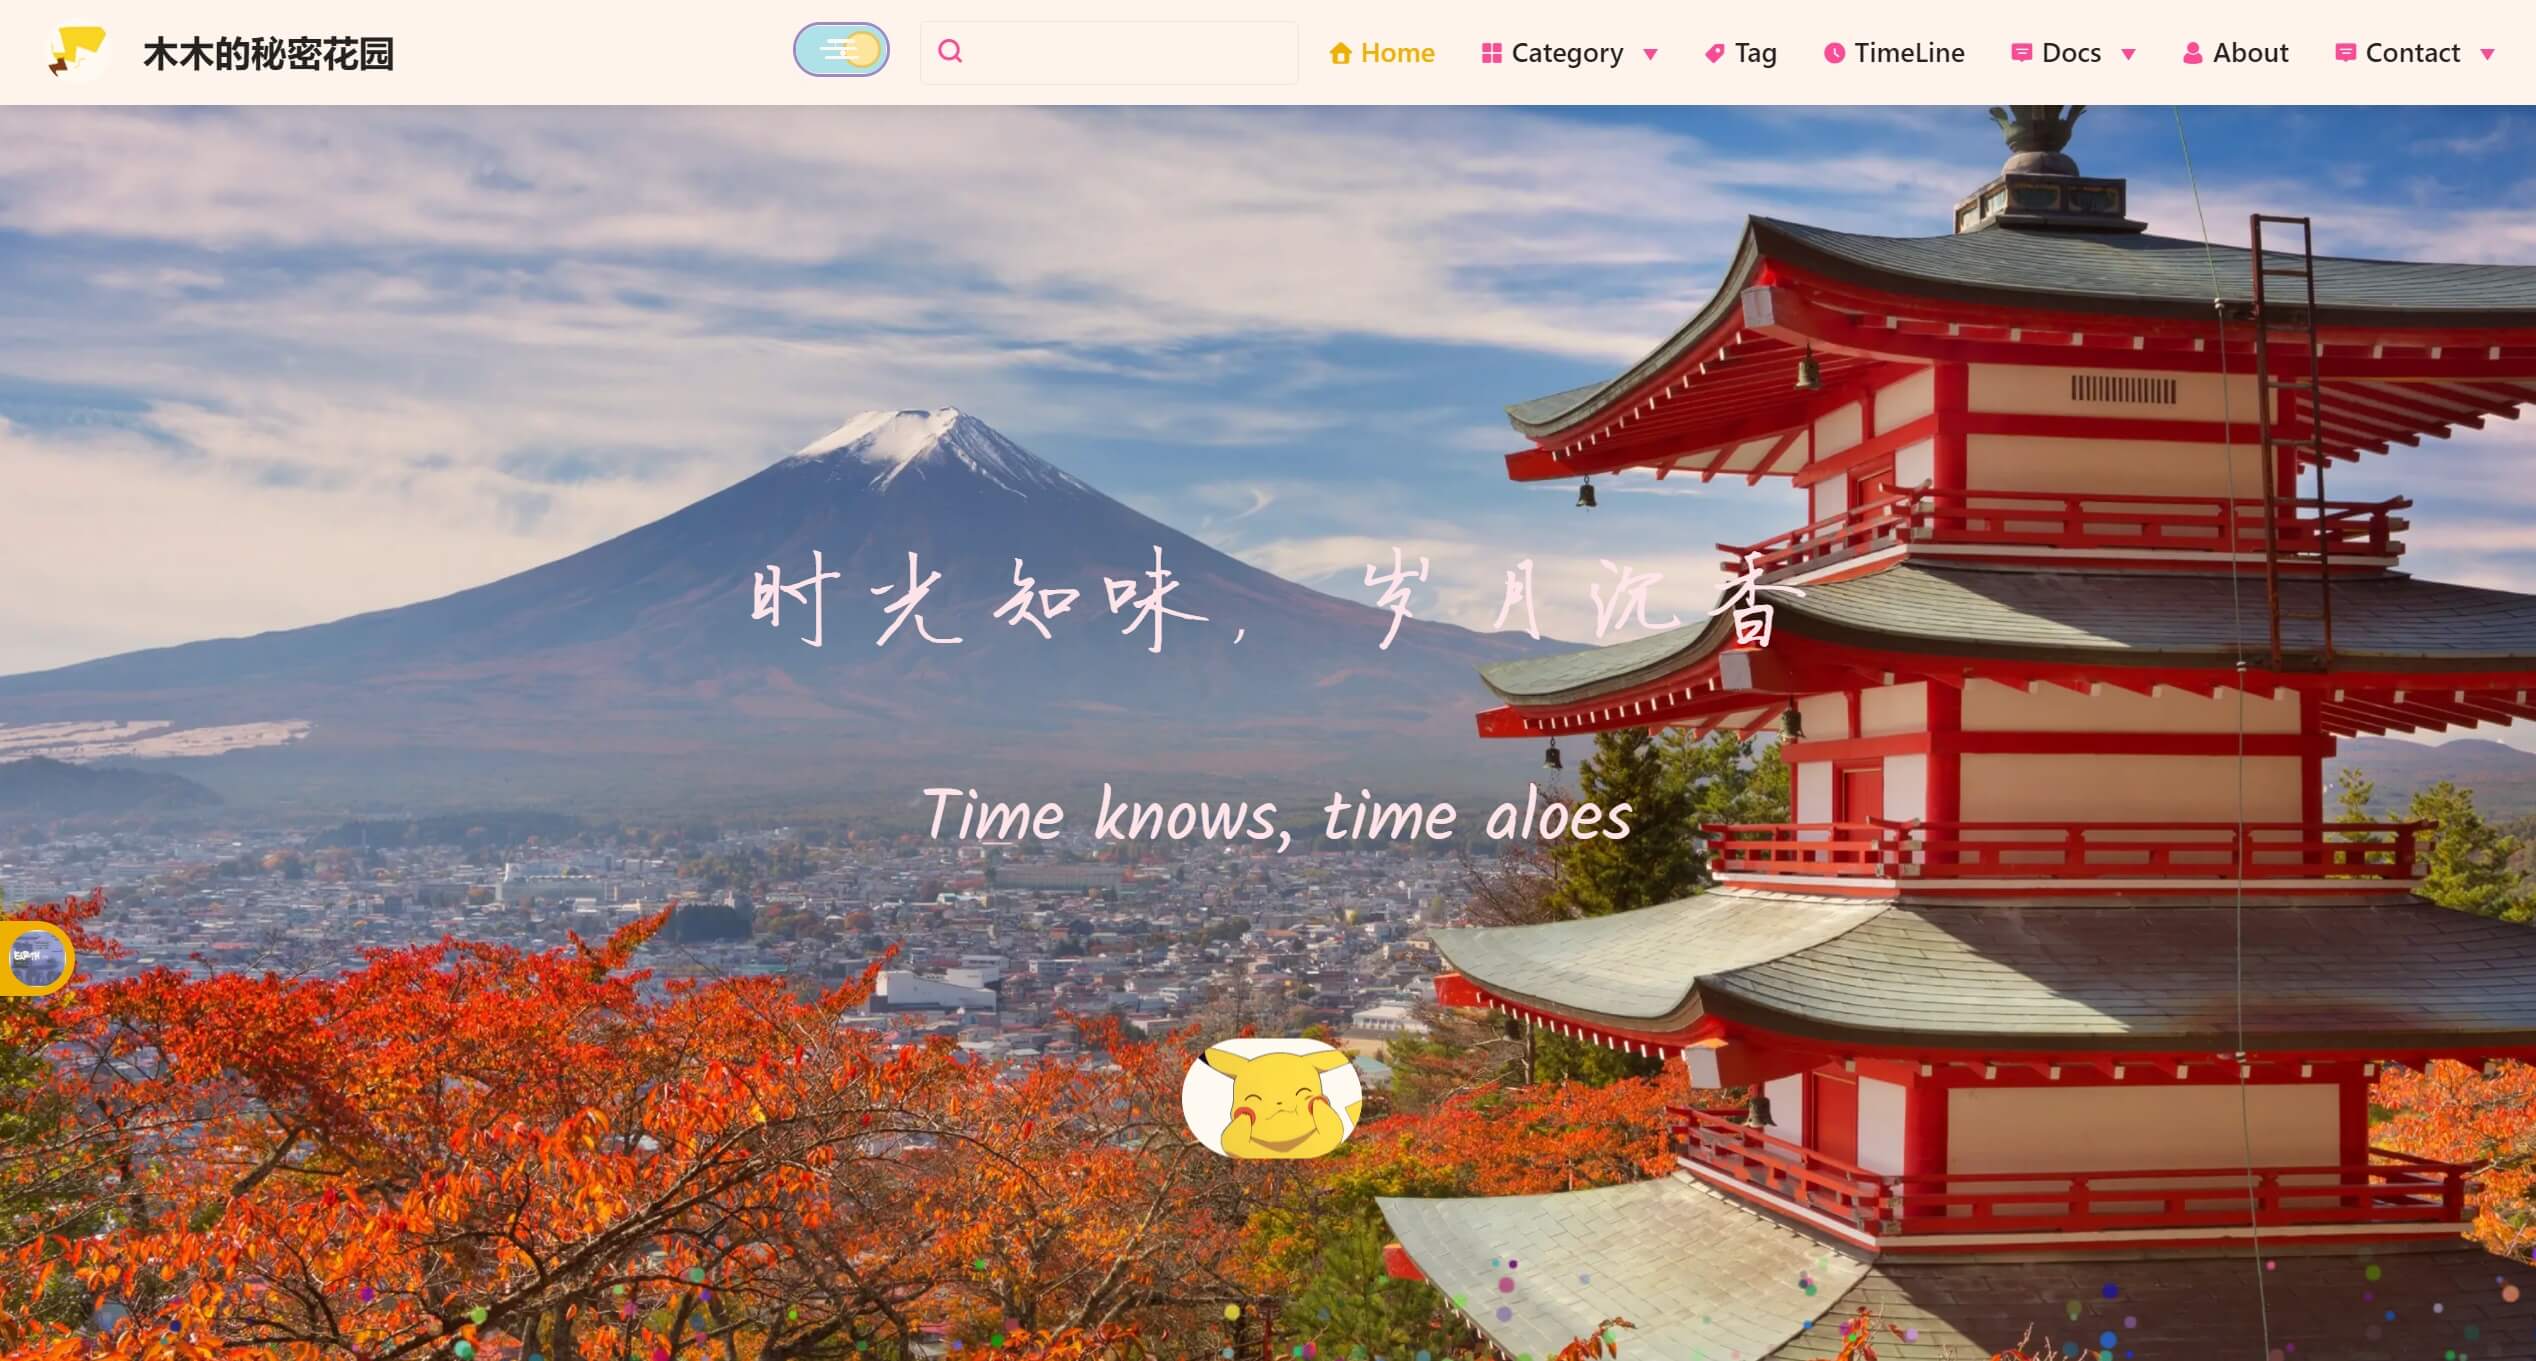 木木的秘密花园
Home Category Tag TimeLine Docs About Contact
时光知味，岁月沉香
Time knows, time aloes
EARTH